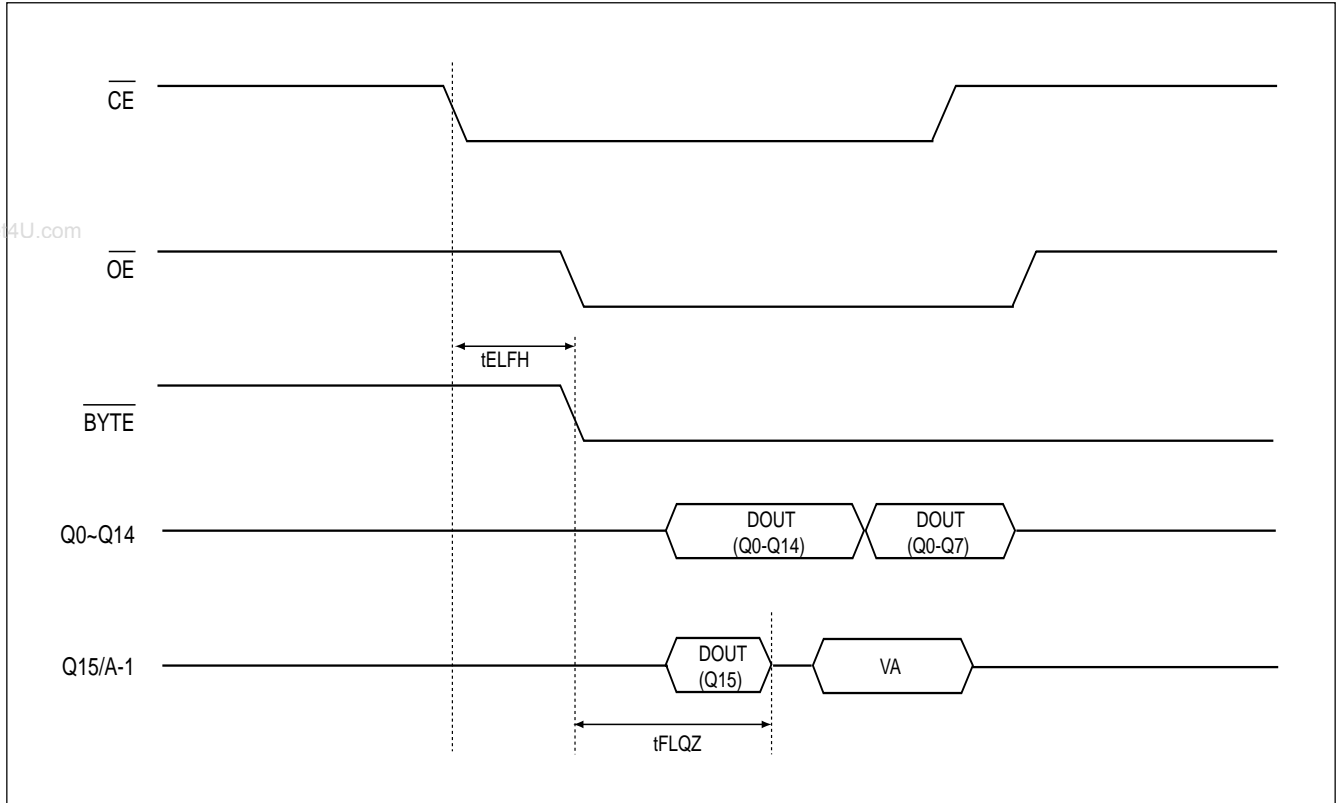 CE
t4U.com
OE
tELFH
BYTE
Q0~Q14
DOUT
(Q0-Q14)
DOUT
(Q0-Q7)
Q15/A-1
DOUT
(Q15)
VA
tFLQZ